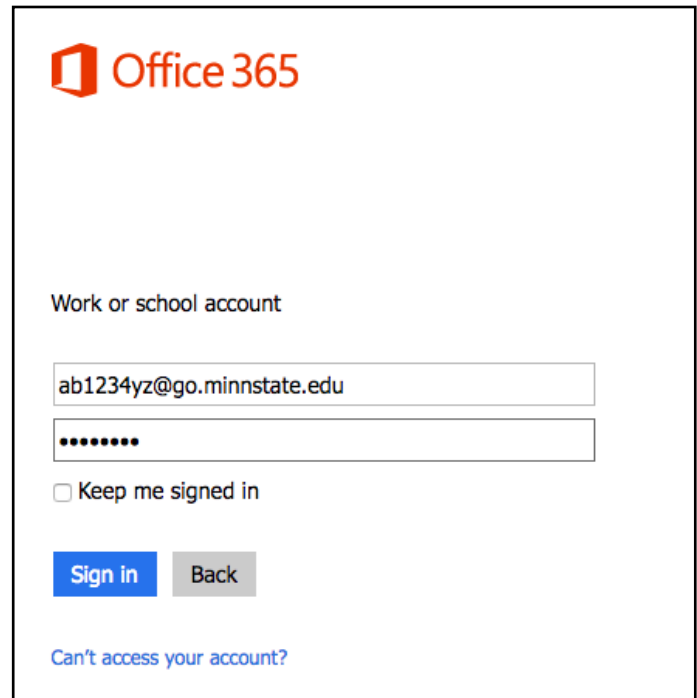 Office 365
Work or school account
ab1234yz@go.minnstate.edu
••••••••
Keep me signed in
Sign in Back
Can't access your account?